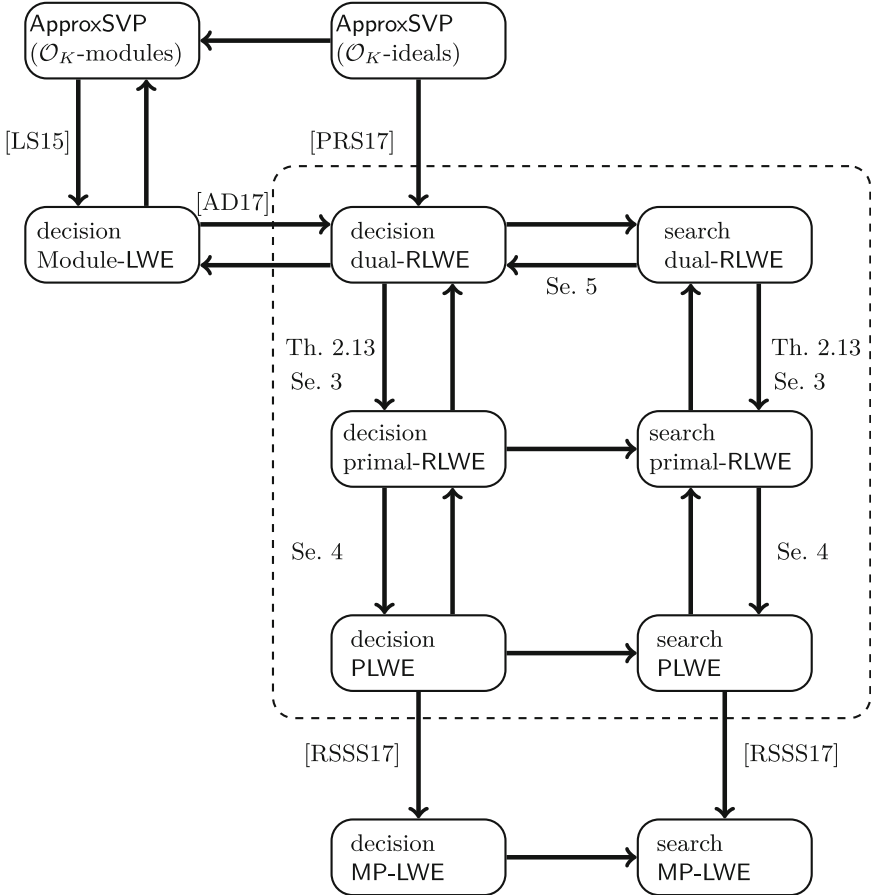 ApproxSVP
(𝒪_K-modules)
ApproxSVP
(𝒪_K-ideals)
[LS15]
[PRS17]
[AD17]
decision
Module-LWE
decision
dual-RLWE
search
dual-RLWE
Se. 5
Th. 2.13
Se. 3
Th. 2.13
Se. 3
decision
primal-RLWE
search
primal-RLWE
Se. 4
Se. 4
decision
PLWE
search
PLWE
[RSSS17]
[RSSS17]
decision
MP-LWE
search
MP-LWE